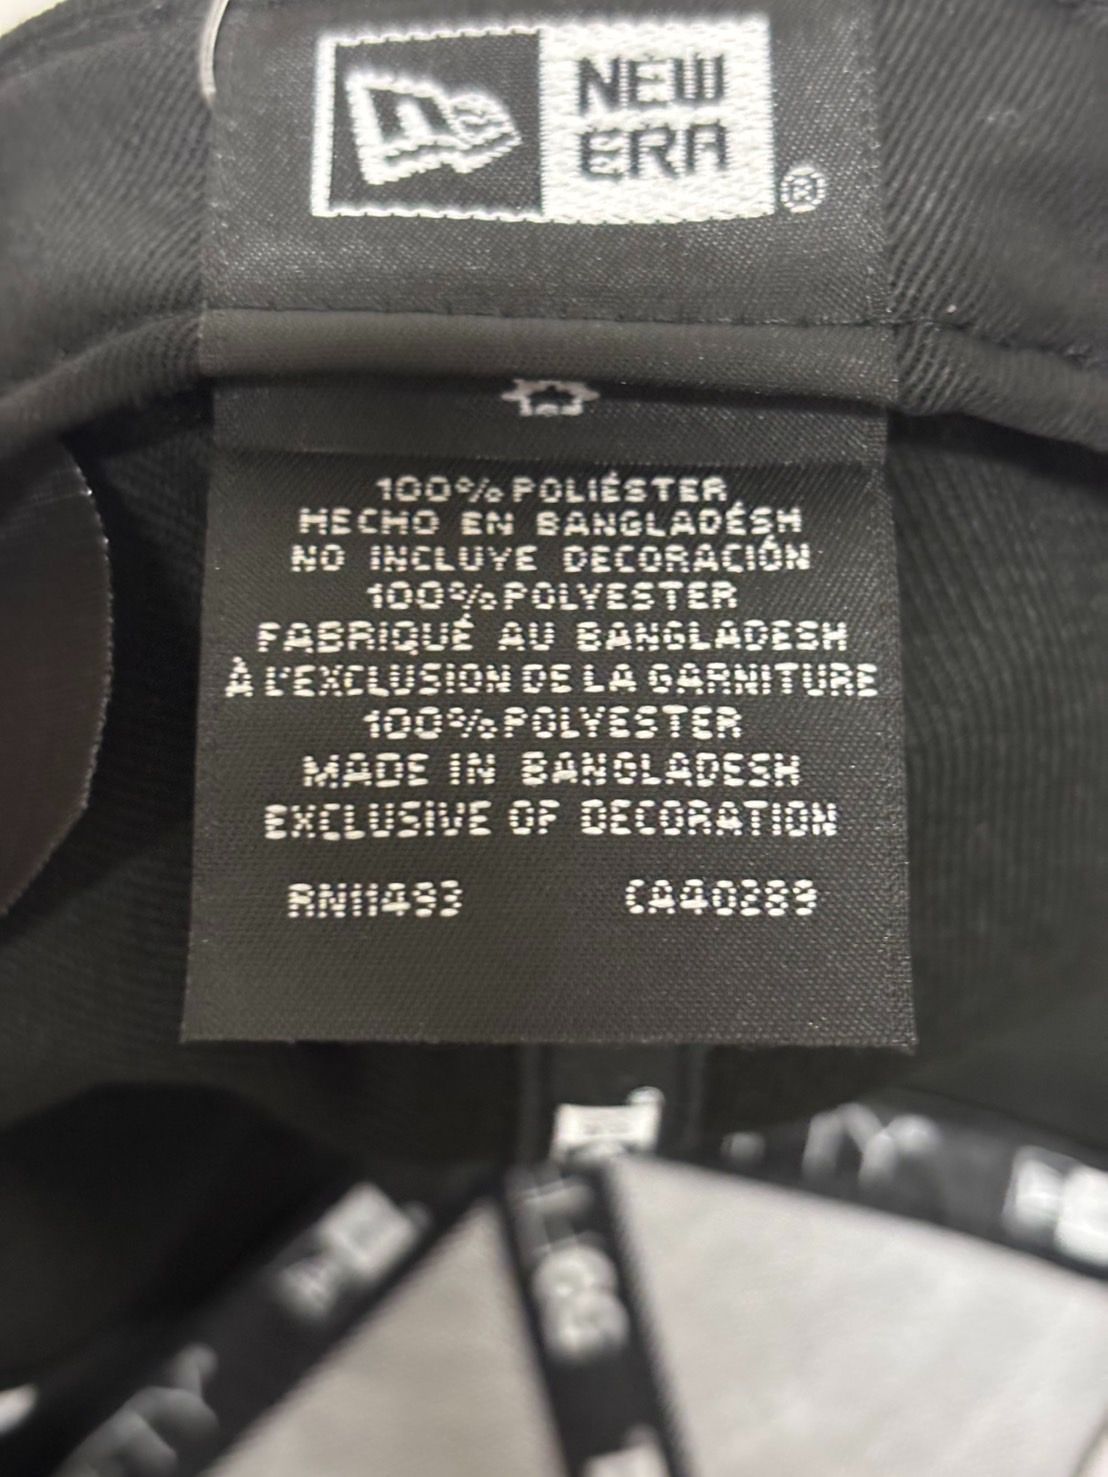 NEW
ERA
®
100% POLIÉSTER
HECHO EN BANGLADÉSH
NO INCLUYE DECORACIÓN
100% POLYESTER
FABRIQUÉ AU BANGLADESH
À L'EXCLUSION DE LA GARNITURE
100% POLYESTER
MADE IN BANGLADESH
EXCLUSIVE OF DECORATION
RN11493 CA40289